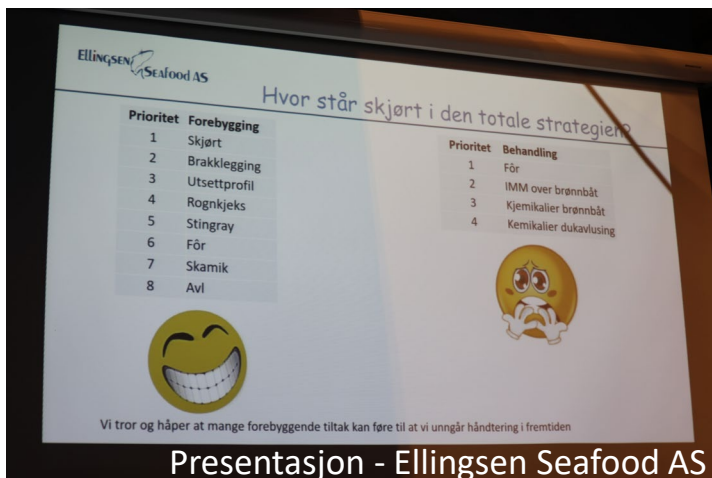 Ellingsen
Seafood AS
Hvor står skjørt i den totale strategien?
Prioritet Forebygging
1 Skjørt
2 Brakklegging
3 Utsettprofil
4 Rognkjeks
5 Stingray
6 Fôr
7 Skamik
8 Avl
Prioritet Behandling
1 Fôr
2 IMM over brønnbåt
3 Kjemikalier brønnbåt
4 Kemikalier dukavlusing
Vi tror og håper at mange forebyggende tiltak kan føre til at vi unngår håndtering i fremtiden
Presentasjon - Ellingsen Seafood AS